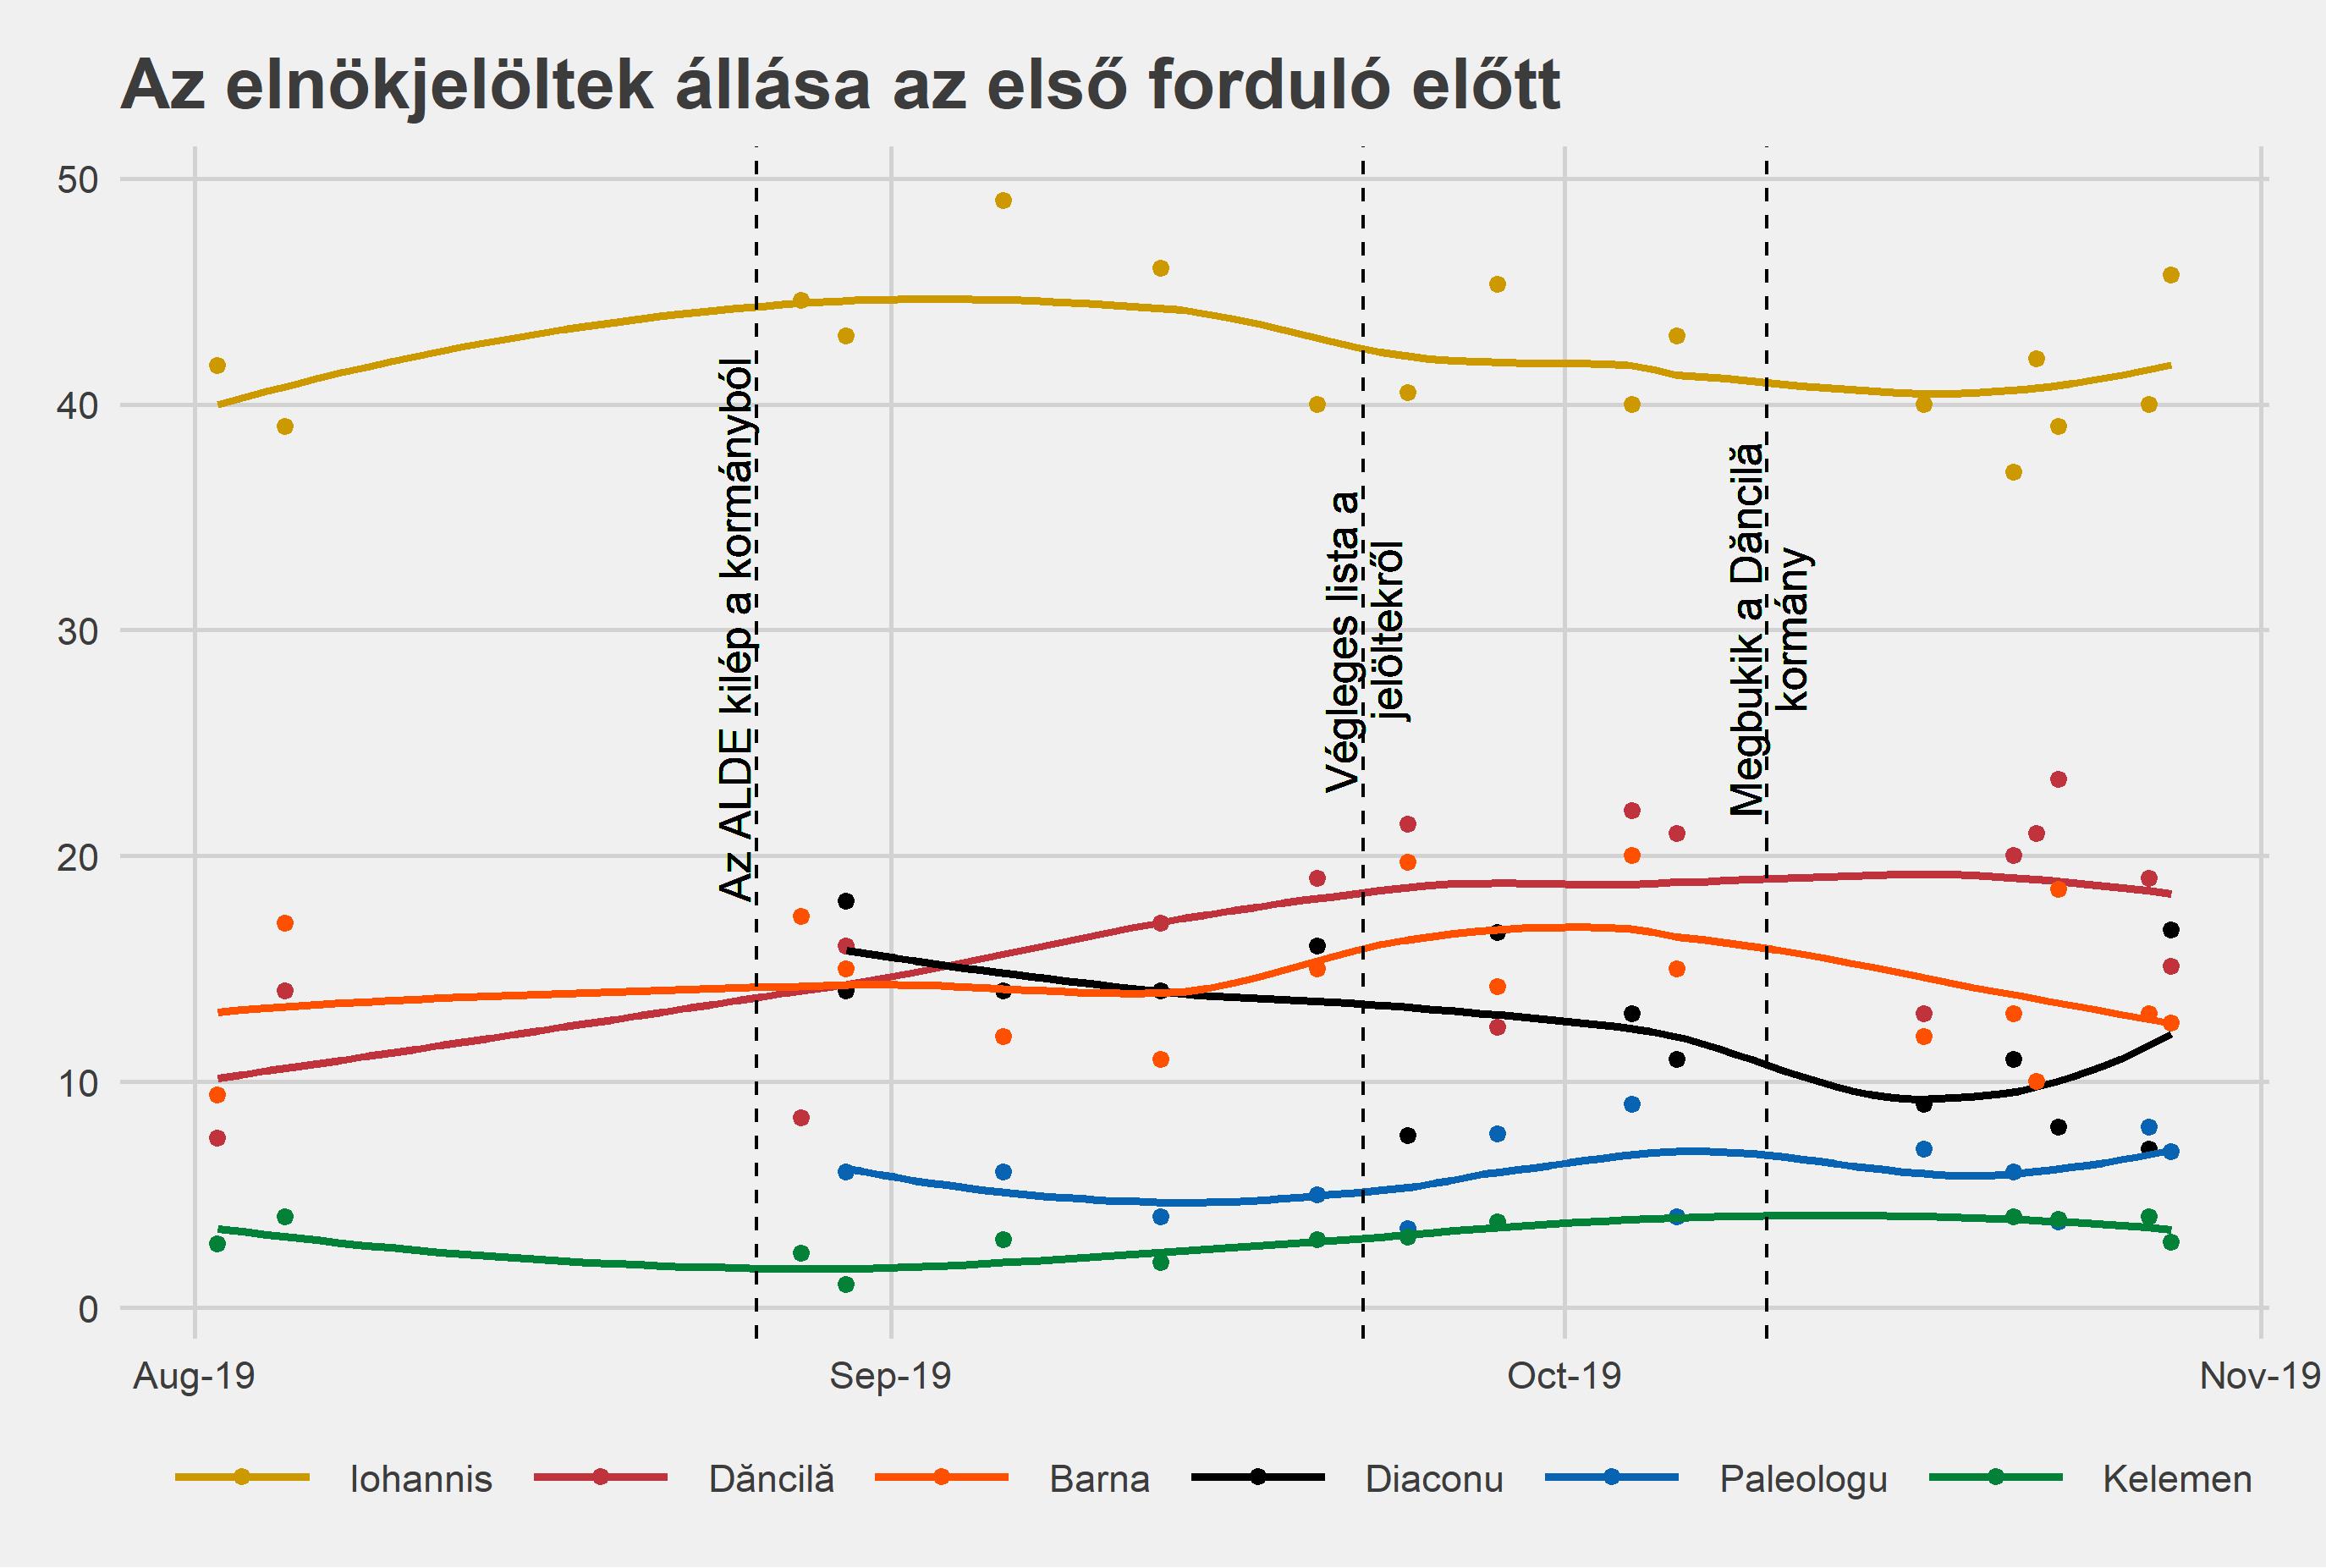 Az elnökjelöltek állása az első forduló előtt
50
40
30
20
10
0
Az ALDE kilép a kormányból
Végleges lista a
jelöltekről
Megbukik a Dăncilă
kormány
Aug-19
Sep-19
Oct-19
Nov-19
Iohannis
Dăncilă
Barna
Diaconu
Paleologu
Kelemen